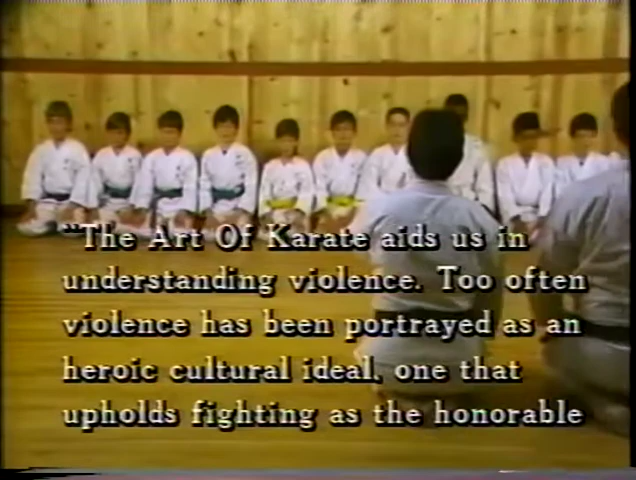 "The Art Of Karate aids us in
understanding violence. Too often
violence has been portrayed as an
heroic cultural ideal, one that
upholds fighting as the honorable